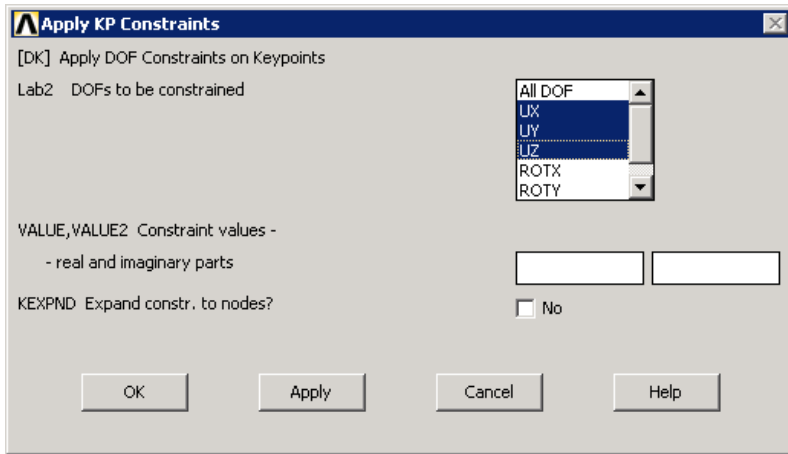 Apply KP Constraints
[DK] Apply DOF Constraints on Keypoints
Lab2 DOFs to be constrained
All DOF
UX
UY
UZ
ROTX
ROTY
VALUE,VALUE2 Constraint values -
- real and imaginary parts
KEXPND Expand constr. to nodes?
No
OK Apply Cancel Help